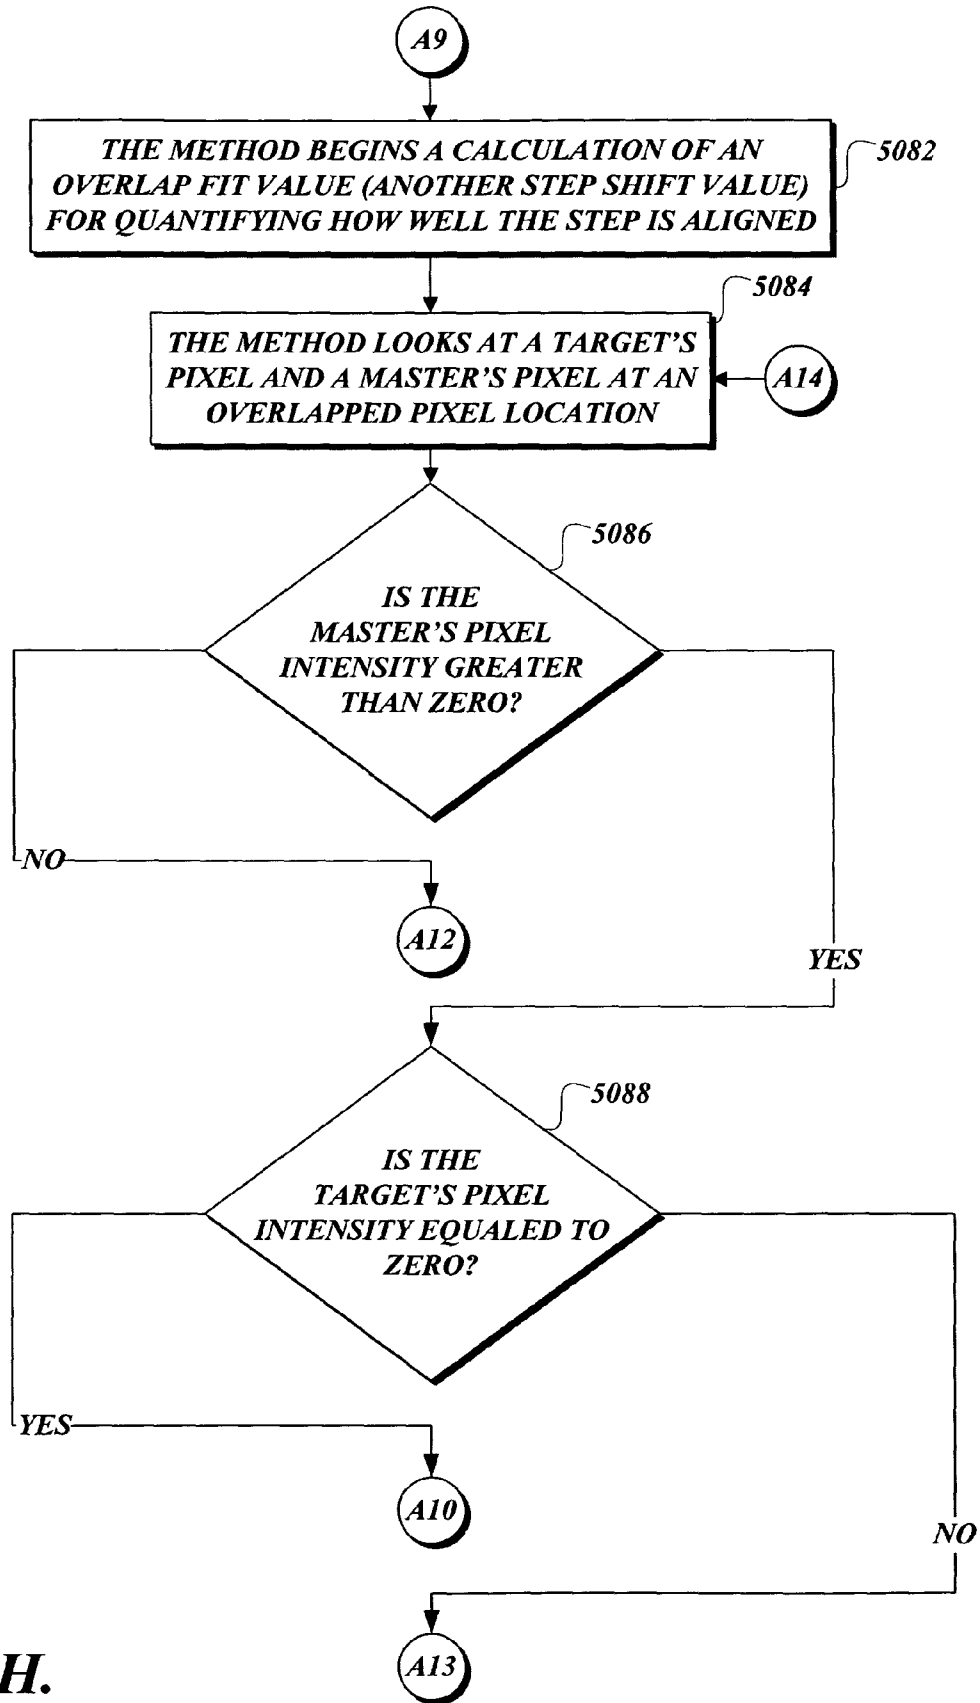 A9
THE METHOD BEGINS A CALCULATION OF AN
OVERLAP FIT VALUE (ANOTHER STEP SHIFT VALUE)
FOR QUANTIFYING HOW WELL THE STEP IS ALIGNED
5082
5084
THE METHOD LOOKS AT A TARGET'S
PIXEL AND A MASTER'S PIXEL AT AN
OVERLAPPED PIXEL LOCATION
A14
5086
IS THE
MASTER'S PIXEL
INTENSITY GREATER
THAN ZERO?
NO
A12
YES
5088
IS THE
TARGET'S PIXEL
INTENSITY EQUALED TO
ZERO?
YES
A10
NO
A13
H.